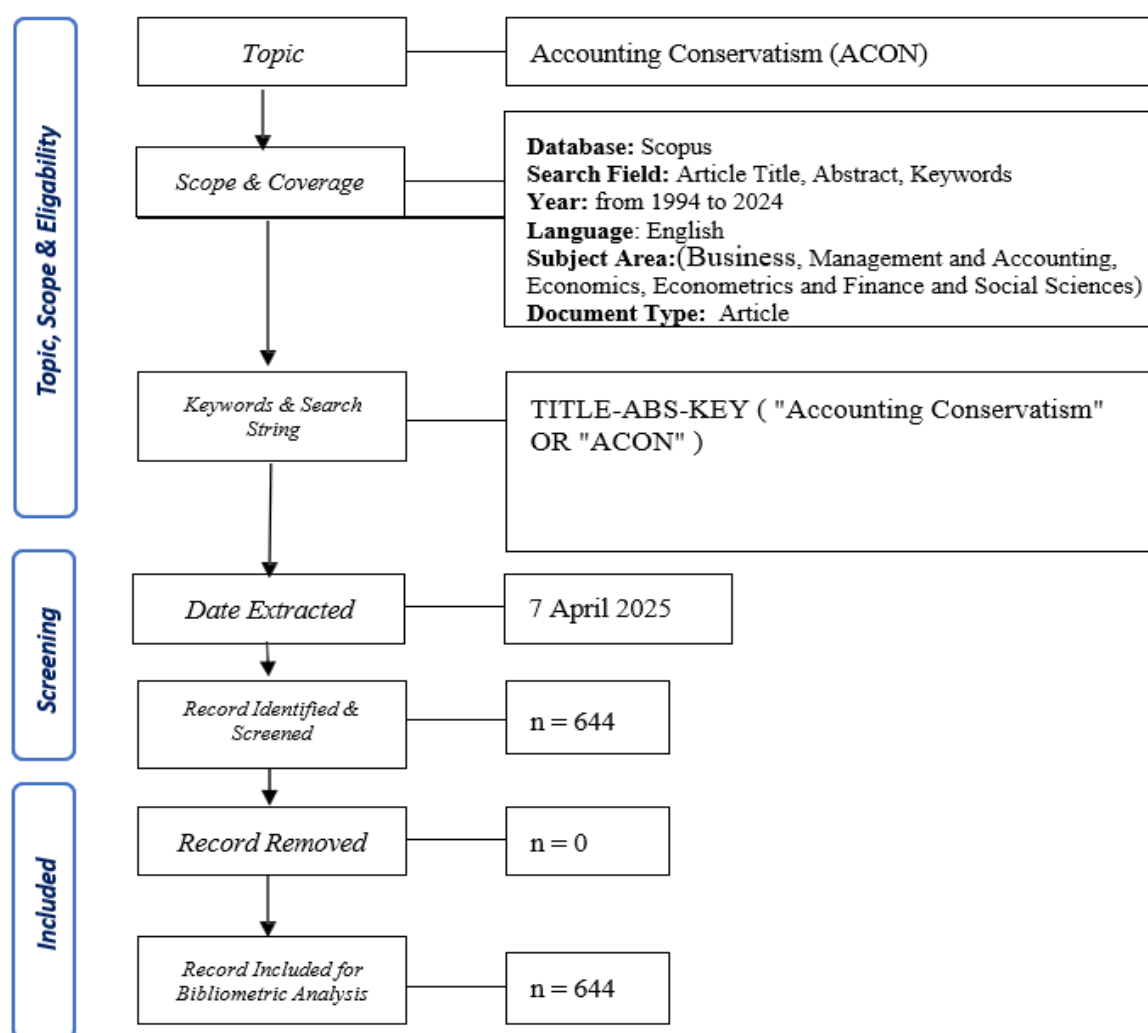 Topic, Scope & Eligability
Topic
Accounting Conservatism (ACON)
Scope & Coverage
Database: Scopus
Search Field: Article Title, Abstract, Keywords
Year: from 1994 to 2024
Language: English
Subject Area:(Business, Management and Accounting,
Economics, Econometrics and Finance and Social Sciences)
Document Type: Article
Keywords & Search
String
TITLE-ABS-KEY ( "Accounting Conservatism"
OR "ACON" )
Screening
Date Extracted
7 April 2025
Record Identified &
Screened
n = 644
Included
Record Removed
n = 0
Record Included for
Bibliometric Analysis
n = 644